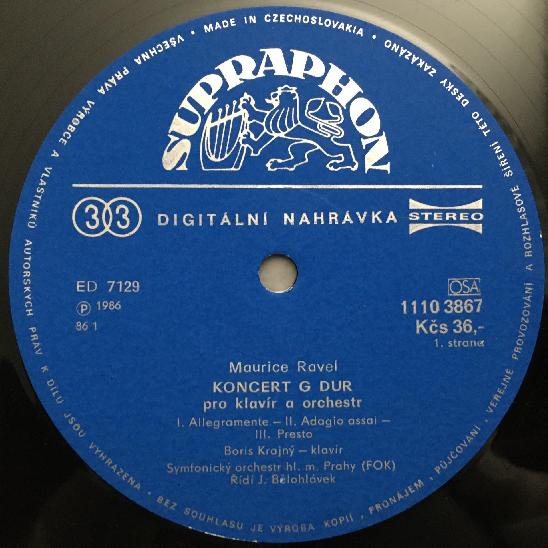 VŠECHNA PRÁVA VÝROBCE A VLASTNÍKŮ AUTORSKÝCH PRÁV K DÍLU JSOU VYHRAZENA • BEZ SOUHLASU JE VÝROBA KOPIÍ, PRONÁJEM, PŮJČOVÁNÍ, VEREJNÉ PROVOZOVÁNÍ A ROZHLASOVÉ ŠÍŘENÍ TÉTO DESKY ZAKÁZÁNO • MADE IN CZECHOSLOVAKIA •
SUPRAPHON
33 DIGITÁLNÍ NAHRÁVKA STEREO
ED 7129 OSA
Ⓟ 1986 1110 3867
86 1 Kčs 36,-
1. strana
Maurice Ravel
KONCERT G DUR
pro klavír a orchestr
I. Allegramente – II. Adagio assai –
III. Presto
Boris Krajný – klavír
Symfonický orchestr hl. m. Prahy (FOK)
Řídí J. Bělohlávek